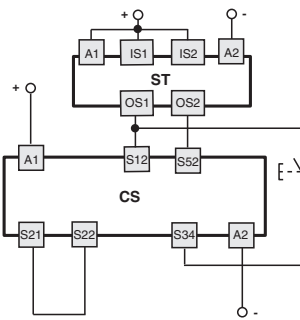 + -
A1 IS1 IS2 A2
ST
+
OS1 OS2
A1 S12 S52
CS
S21 S22 S34 A2
-